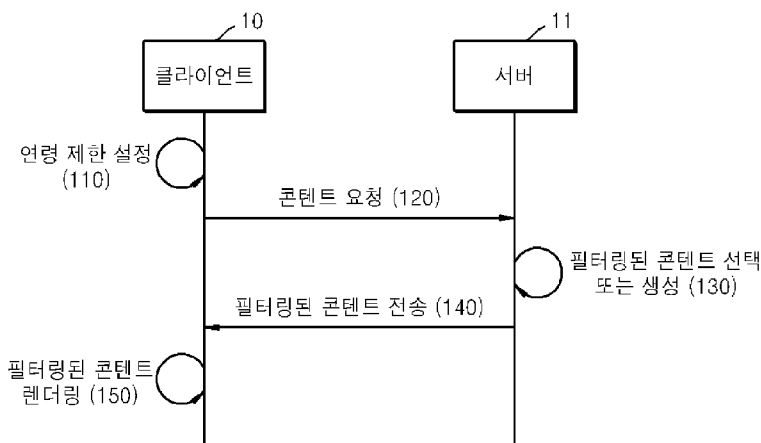 10
11
클라이언트
서버
연령 제한 설정
(110)
콘텐트 요청 (120)
필터링된 콘텐트 선택
또는 생성 (130)
필터링된 콘텐트 전송 (140)
필터링된 콘텐트
렌더링 (150)